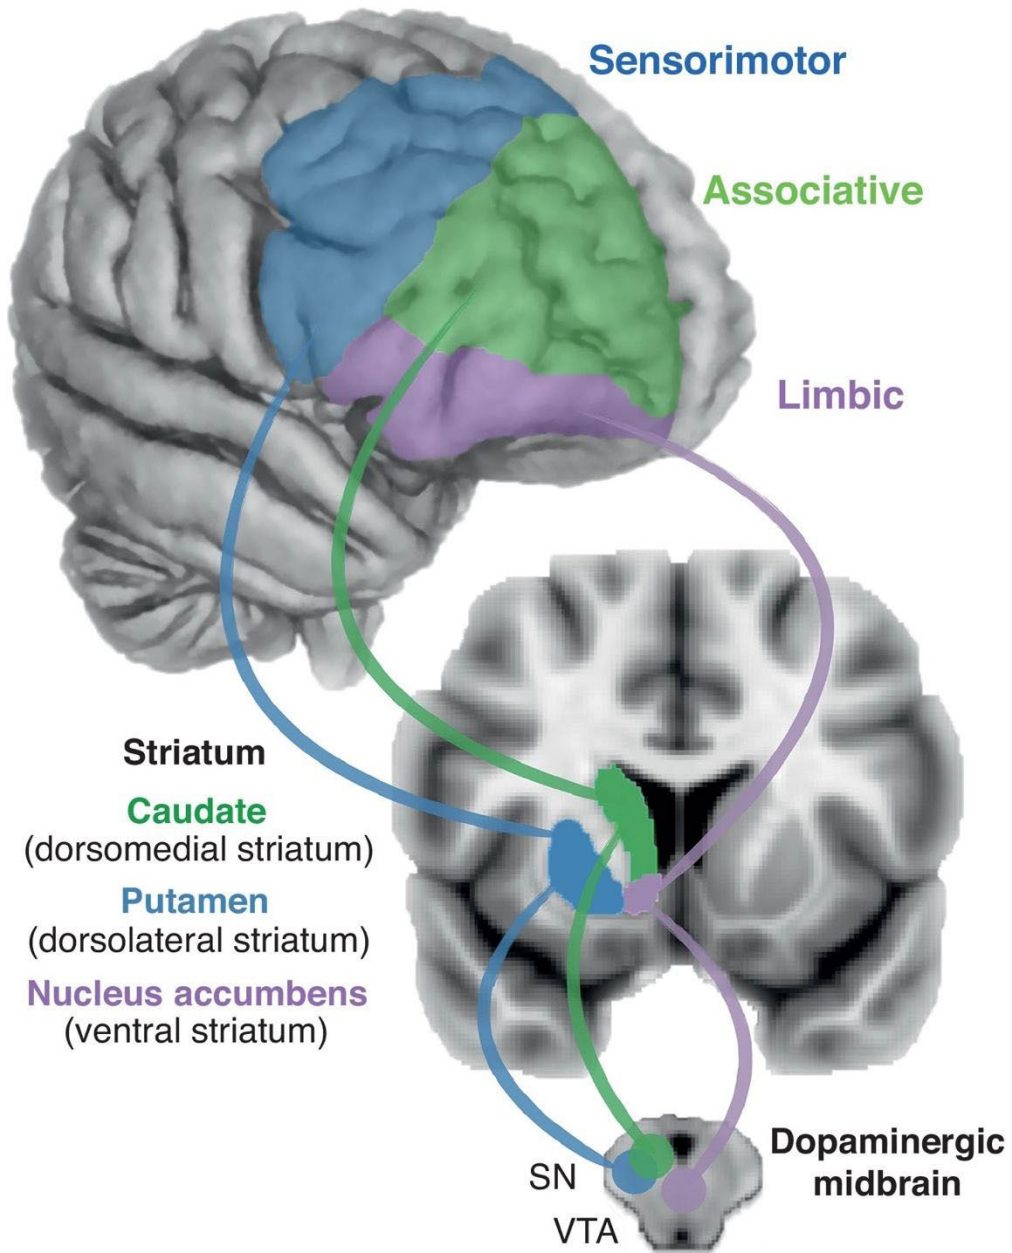 Sensorimotor
Associative
Limbic
Striatum
Caudate
(dorsomedial striatum)
Putamen
(dorsolateral striatum)
Nucleus accumbens
(ventral striatum)
Dopaminergic
midbrain
SN
VTA